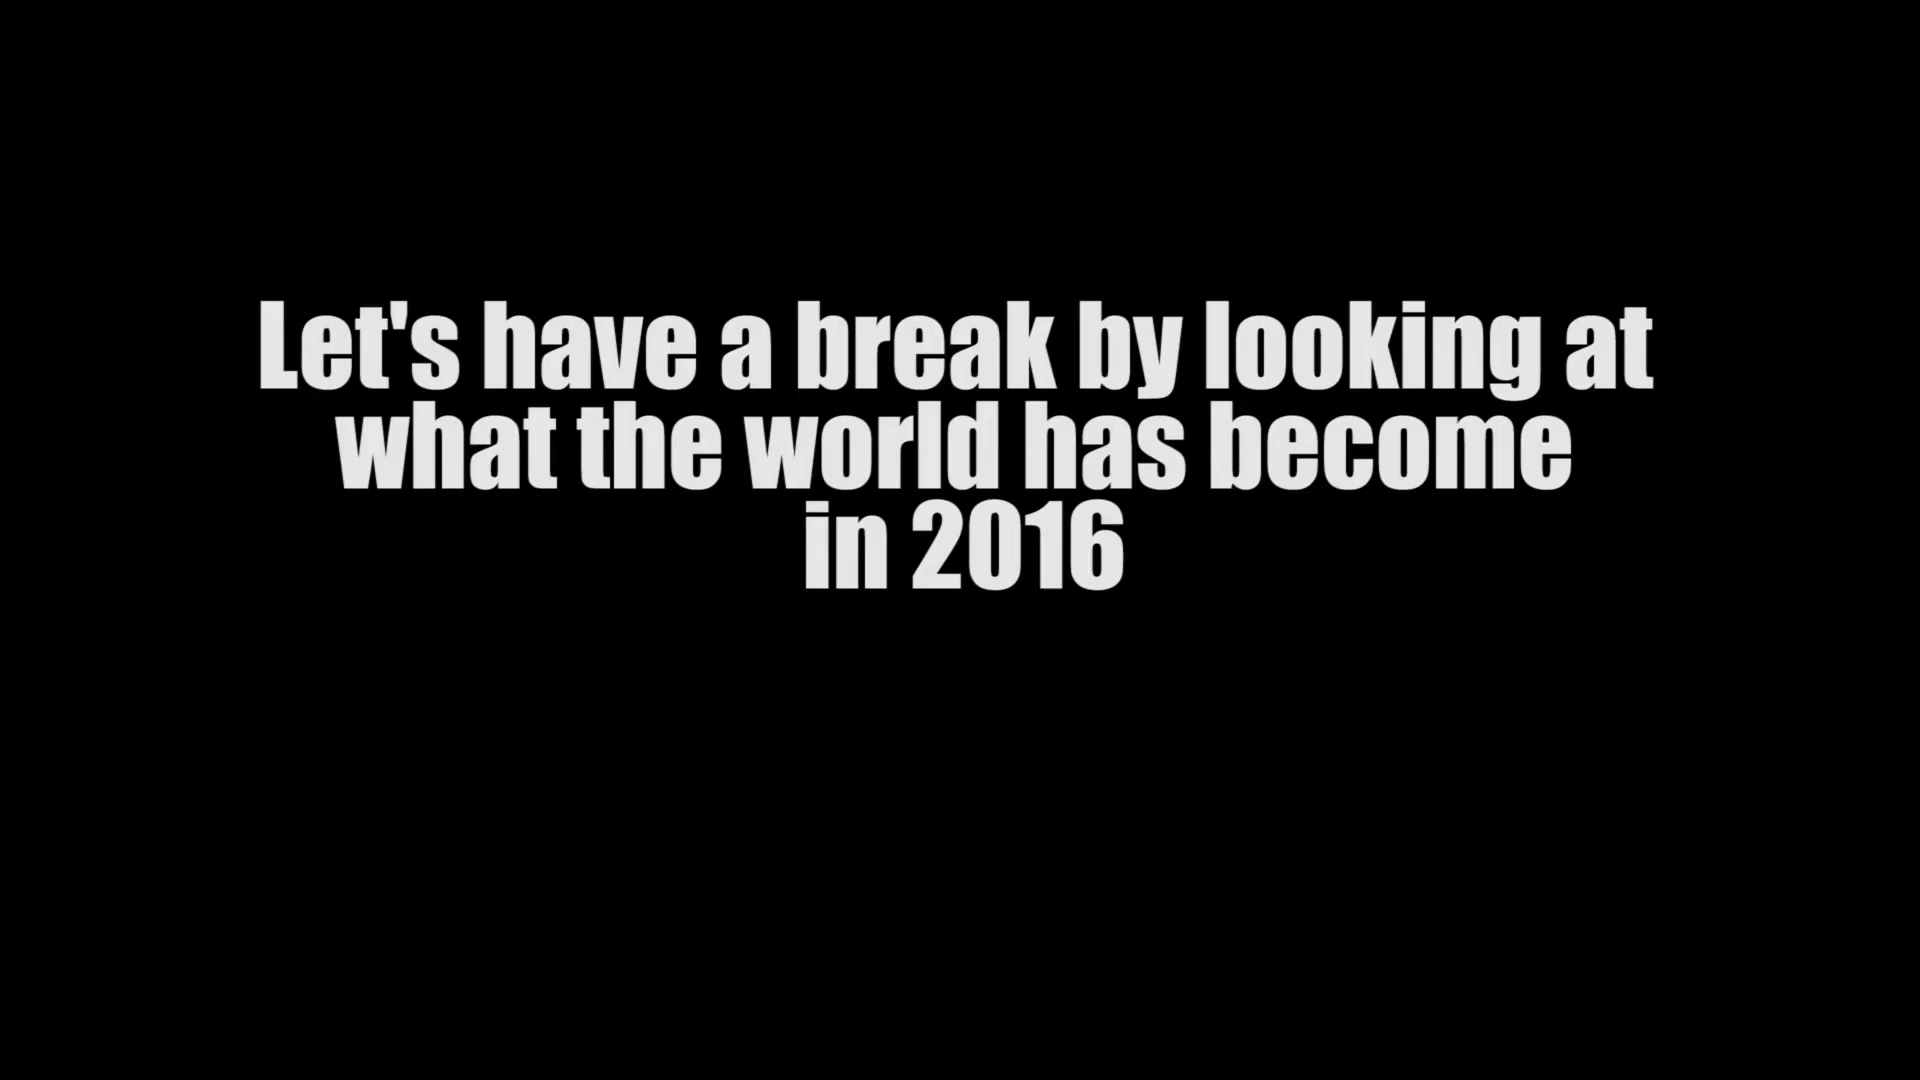 Let's have a break by looking at
what the world has become
in 2016